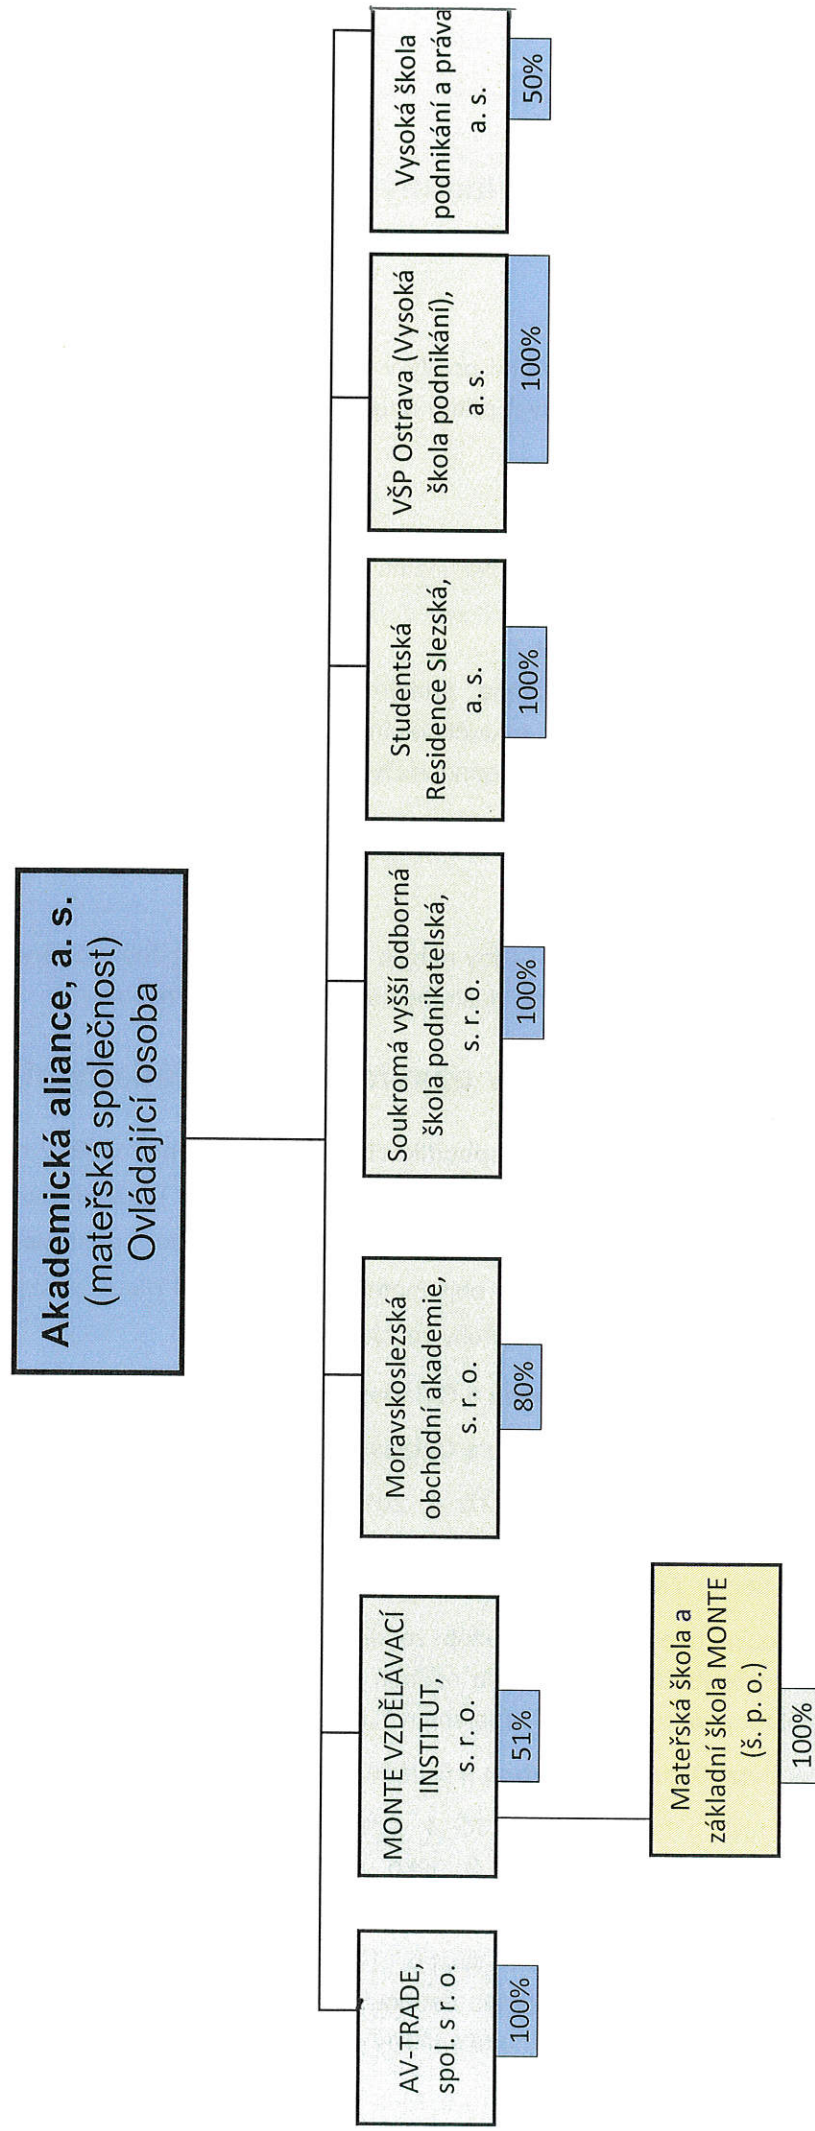 Akademická aliance, a. s.
(mateřská společnost)
Ovládající osoba
AV-TRADE,
spol. s r. o.
100%
MONTE VZDĚLÁVACÍ
INSTITUT,
s. r. o.
51%
Mateřská škola a
základní škola MONTE
(š. p. o.)
100%
Moravskoslezská
obchodní akademie,
s. r. o.
80%
Soukromá vyšší odborná
škola podnikatelská,
s. r. o.
100%
Studentská
Residence Slezská,
a. s.
100%
VŠP Ostrava (Vysoká
škola podnikání),
a. s.
100%
Vysoká škola
podnikání a práva
a. s.
50%